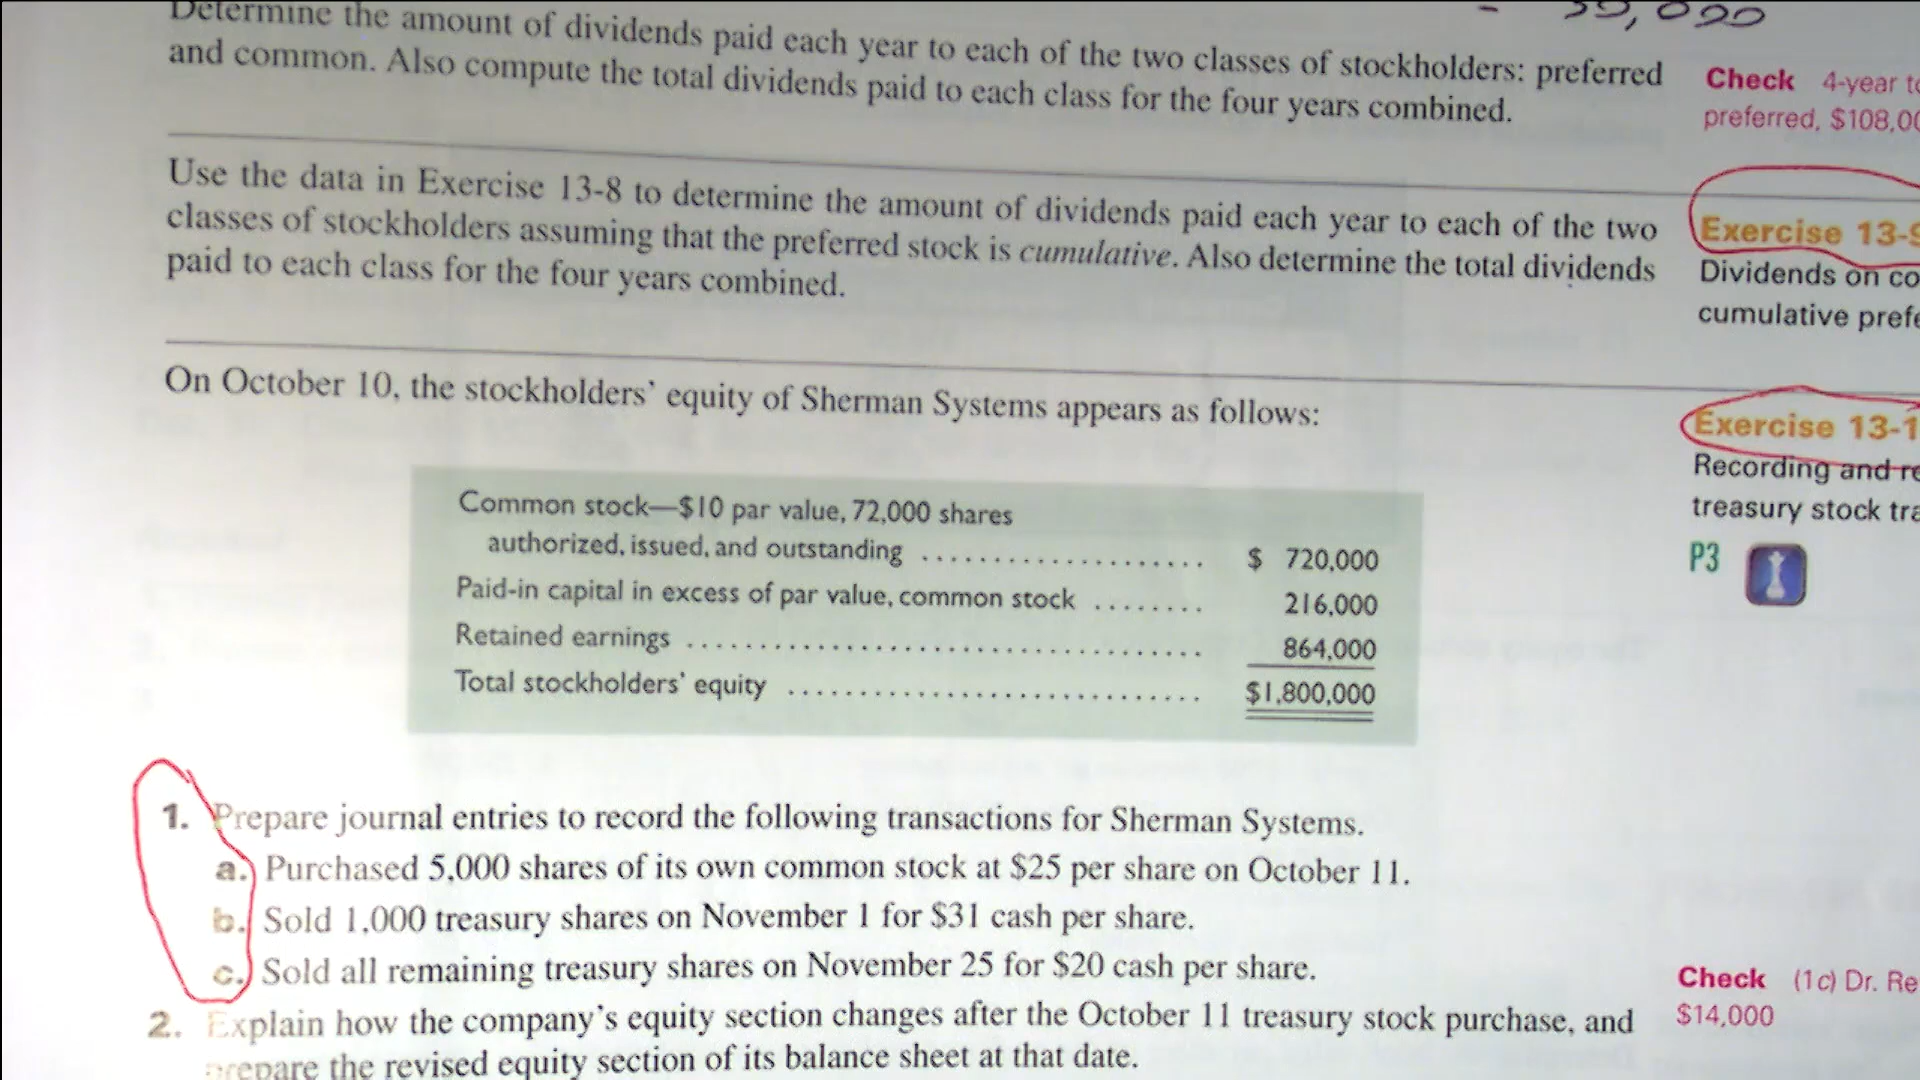 Determine the amount of dividends paid each year to each of the two classes of stockholders: preferred
and common. Also compute the total dividends paid to each class for the four years combined.
Check 4-year
preferred, $108,00
Use the data in Exercise 13-8 to determine the amount of dividends paid each year to each of the two
classes of stockholders assuming that the preferred stock is cumulative. Also determine the total dividends
paid to each class for the four years combined.
Exercise 13-9
Dividends on co
cumulative prefe
On October 10, the stockholders' equity of Sherman Systems appears as follows:
Exercise 13-1
Recording and re
treasury stock tra
P3
Common stock—$10 par value, 72,000 shares
authorized, issued, and outstanding .................... $ 720,000
Paid-in capital in excess of par value, common stock ........ 216,000
Retained earnings .................................... 864,000
Total stockholders' equity ............................. $1,800,000
1. Prepare journal entries to record the following transactions for Sherman Systems.
a. Purchased 5,000 shares of its own common stock at $25 per share on October 11.
b. Sold 1,000 treasury shares on November 1 for $31 cash per share.
c. Sold all remaining treasury shares on November 25 for $20 cash per share.
2. Explain how the company's equity section changes after the October 11 treasury stock purchase, and
prepare the revised equity section of its balance sheet at that date.
Check (1c) Dr. Re
$14,000